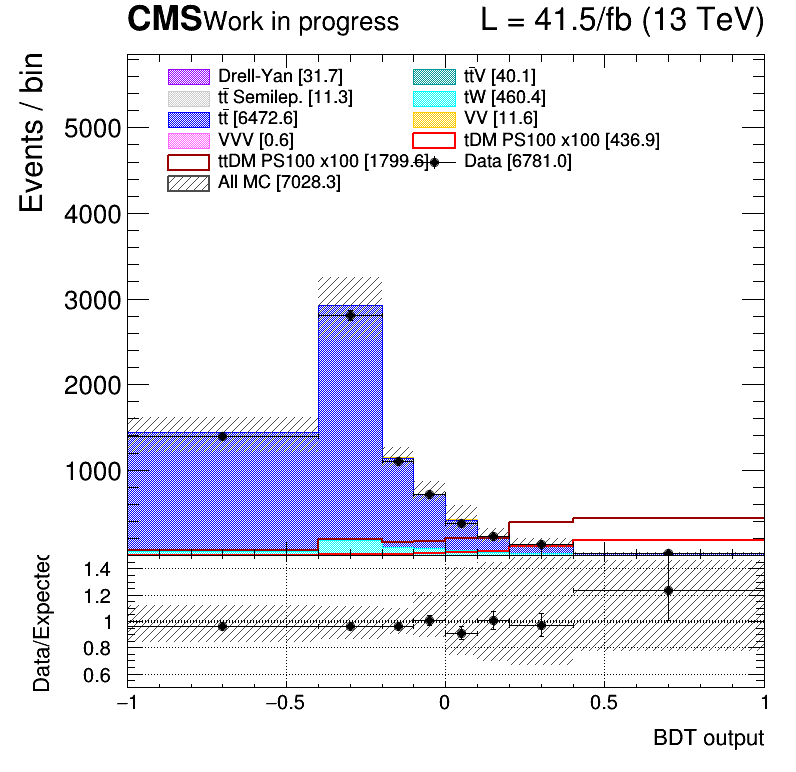 CMS Work in progress L = 41.5/fb (13 TeV)
Drell-Yan [31.7] tt̄V [40.1]
tt̄ Semilep. [11.3] tW [460.4]
tt̄ [6472.6] VV [11.6]
VVV [0.6] tDM PS100 x100 [436.9]
ttDM PS100 x100 [1799.6] Data [6781.0]
All MC [7028.3]
Events / bin
5000
4000
3000
2000
1000
Data/Expected
1.4
1.2
1
0.8
0.6
−1 −0.5 0 0.5 1
BDT output